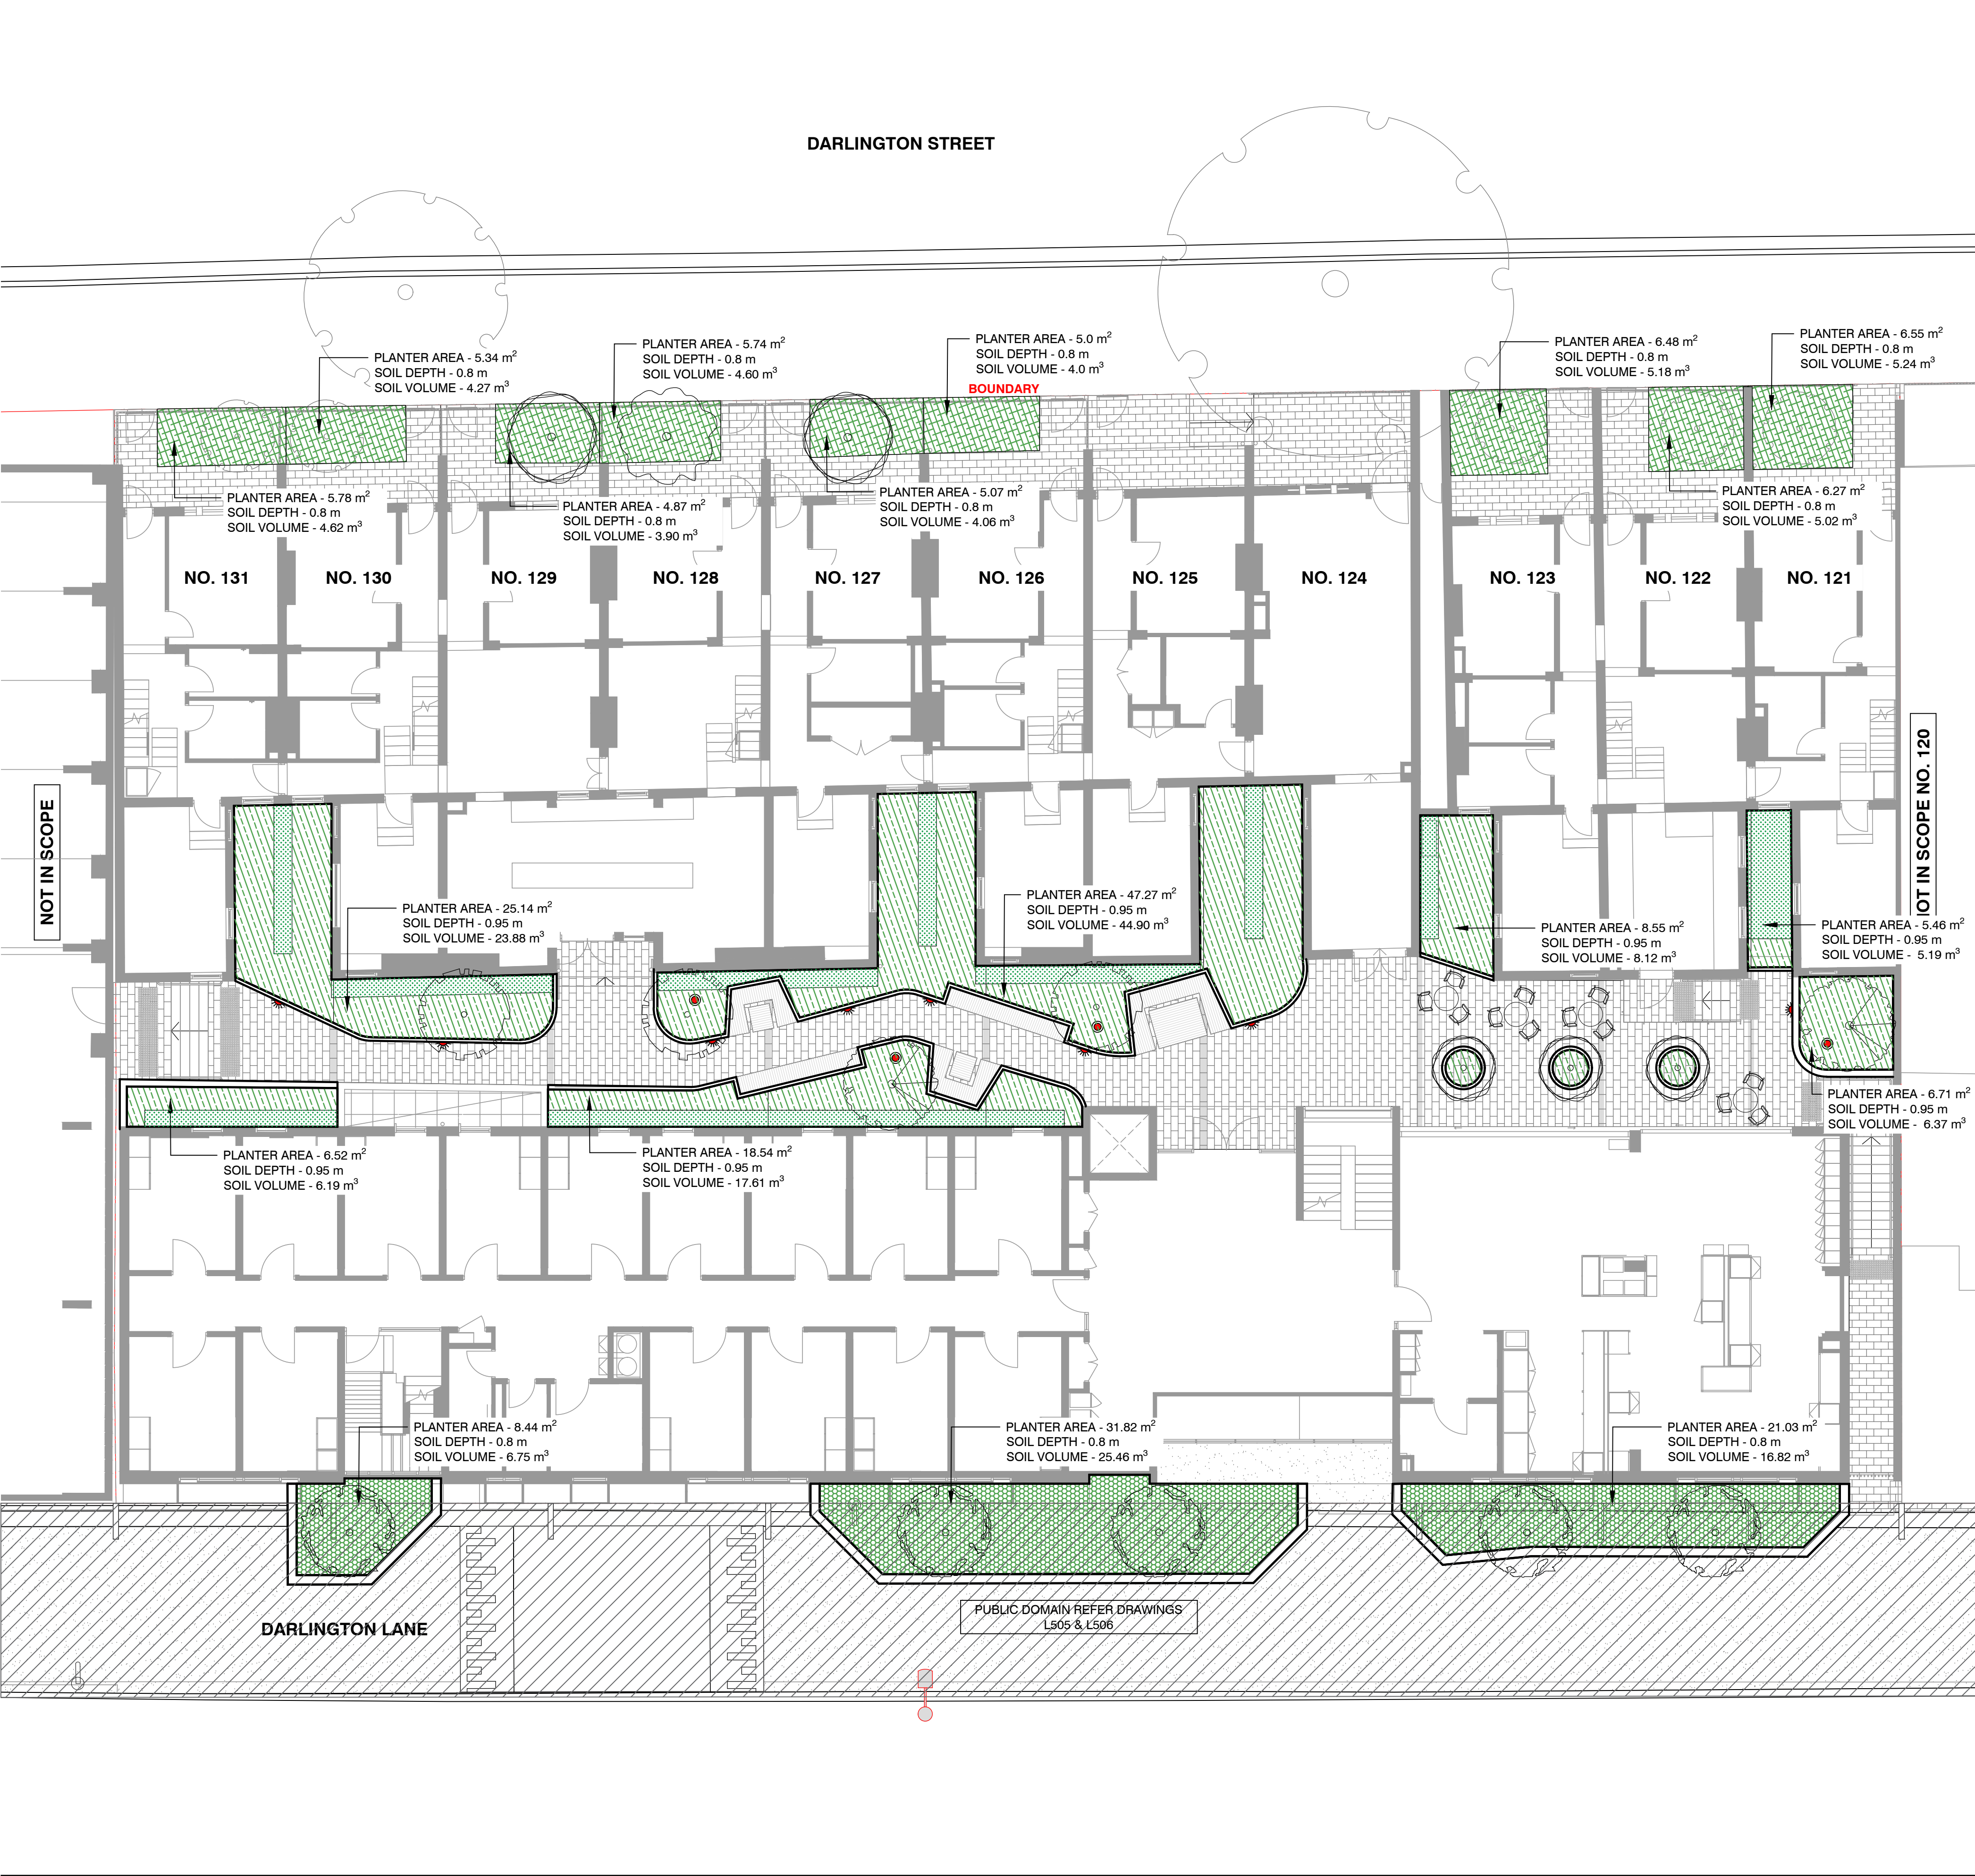 DARLINGTON STREET
PLANTER AREA - 5.34 m²
SOIL DEPTH - 0.8 m
SOIL VOLUME - 4.27 m³
PLANTER AREA - 5.74 m²
SOIL DEPTH - 0.8 m
SOIL VOLUME - 4.60 m³
PLANTER AREA - 5.0 m²
SOIL DEPTH - 0.8 m
SOIL VOLUME - 4.0 m³
BOUNDARY
PLANTER AREA - 6.48 m²
SOIL DEPTH - 0.8 m
SOIL VOLUME - 5.18 m³
PLANTER AREA - 6.55 m²
SOIL DEPTH - 0.8 m
SOIL VOLUME - 5.24 m³
PLANTER AREA - 5.78 m²
SOIL DEPTH - 0.8 m
SOIL VOLUME - 4.62 m³
PLANTER AREA - 4.87 m²
SOIL DEPTH - 0.8 m
SOIL VOLUME - 3.90 m³
PLANTER AREA - 5.07 m²
SOIL DEPTH - 0.8 m
SOIL VOLUME - 4.06 m³
PLANTER AREA - 6.27 m²
SOIL DEPTH - 0.8 m
SOIL VOLUME - 5.02 m³
NO. 131
NO. 130
NO. 129
NO. 128
NO. 127
NO. 126
NO. 125
NO. 124
NO. 123
NO. 122
NO. 121
NOT IN SCOPE
IOT IN SCOPE NO. 120
PLANTER AREA - 25.14 m²
SOIL DEPTH - 0.95 m
SOIL VOLUME - 23.88 m³
PLANTER AREA - 47.27 m²
SOIL DEPTH - 0.95 m
SOIL VOLUME - 44.90 m³
PLANTER AREA - 8.55 m²
SOIL DEPTH - 0.95 m
SOIL VOLUME - 8.12 m³
PLANTER AREA - 5.46 m²
SOIL DEPTH - 0.95 m
SOIL VOLUME - 5.19 m³
PLANTER AREA - 6.71 m²
SOIL DEPTH - 0.95 m
SOIL VOLUME - 6.37 m³
PLANTER AREA - 6.52 m²
SOIL DEPTH - 0.95 m
SOIL VOLUME - 6.19 m³
PLANTER AREA - 18.54 m²
SOIL DEPTH - 0.95 m
SOIL VOLUME - 17.61 m³
PLANTER AREA - 8.44 m²
SOIL DEPTH - 0.8 m
SOIL VOLUME - 6.75 m³
PLANTER AREA - 31.82 m²
SOIL DEPTH - 0.8 m
SOIL VOLUME - 25.46 m³
PLANTER AREA - 21.03 m²
SOIL DEPTH - 0.8 m
SOIL VOLUME - 16.82 m³
DARLINGTON LANE
PUBLIC DOMAIN REFER DRAWINGS
L505 & L506